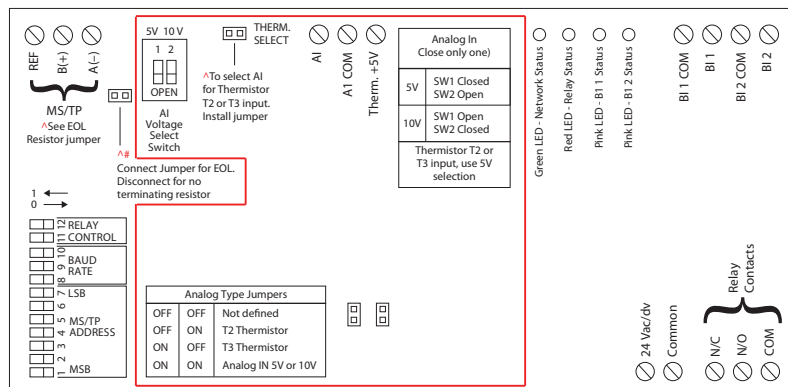 REF
B(+)
A(−)
MS/TP
^See EOL
Resistor jumper
^#
Connect Jumper for EOL.
Disconnect for no
terminating resistor
5V 10 V
1 2
OPEN
AI
Voltage
Select
Switch
THERM.
SELECT
^To select AI
for Thermistor
T2 or T3 input.
Install jumper
AI
A1 COM
Therm. +5V
Analog In
Close only one)
5V SW1 Closed
SW2 Open
10V SW1 Open
SW2 Closed
Thermistor T2 or
T3 input, use 5V
selection
Green LED - Network Status
Red LED - Relay Status
Pink LED - B1 1 Status
Pink LED - B1 2 Status
BI 1 COM
BI 1
BI 2 COM
BI 2
1
0
12 RELAY
11 CONTROL
10 BAUD
9 RATE
8
7 LSB
6
5 MS/TP
4 ADDRESS
3
2
1 MSB
Analog Type Jumpers
OFF OFF Not defined
OFF ON T2 Thermistor
ON OFF T3 Thermistor
ON ON Analog IN 5V or 10V
24 Vac/dv
Common
Relay
Contacts
N/C
N/O
COM